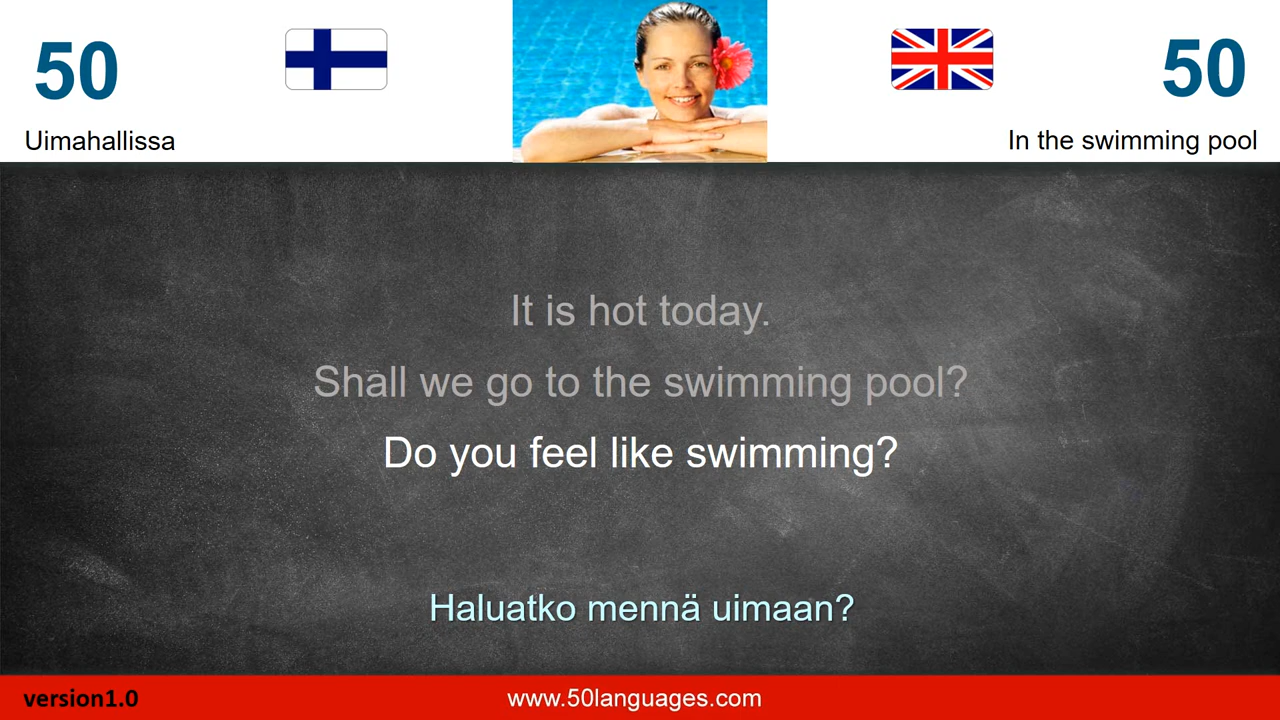 50
50
Uimahallissa
In the swimming pool
It is hot today.
Shall we go to the swimming pool?
Do you feel like swimming?
Haluatko mennä uimaan?
version1.0
www.50languages.com